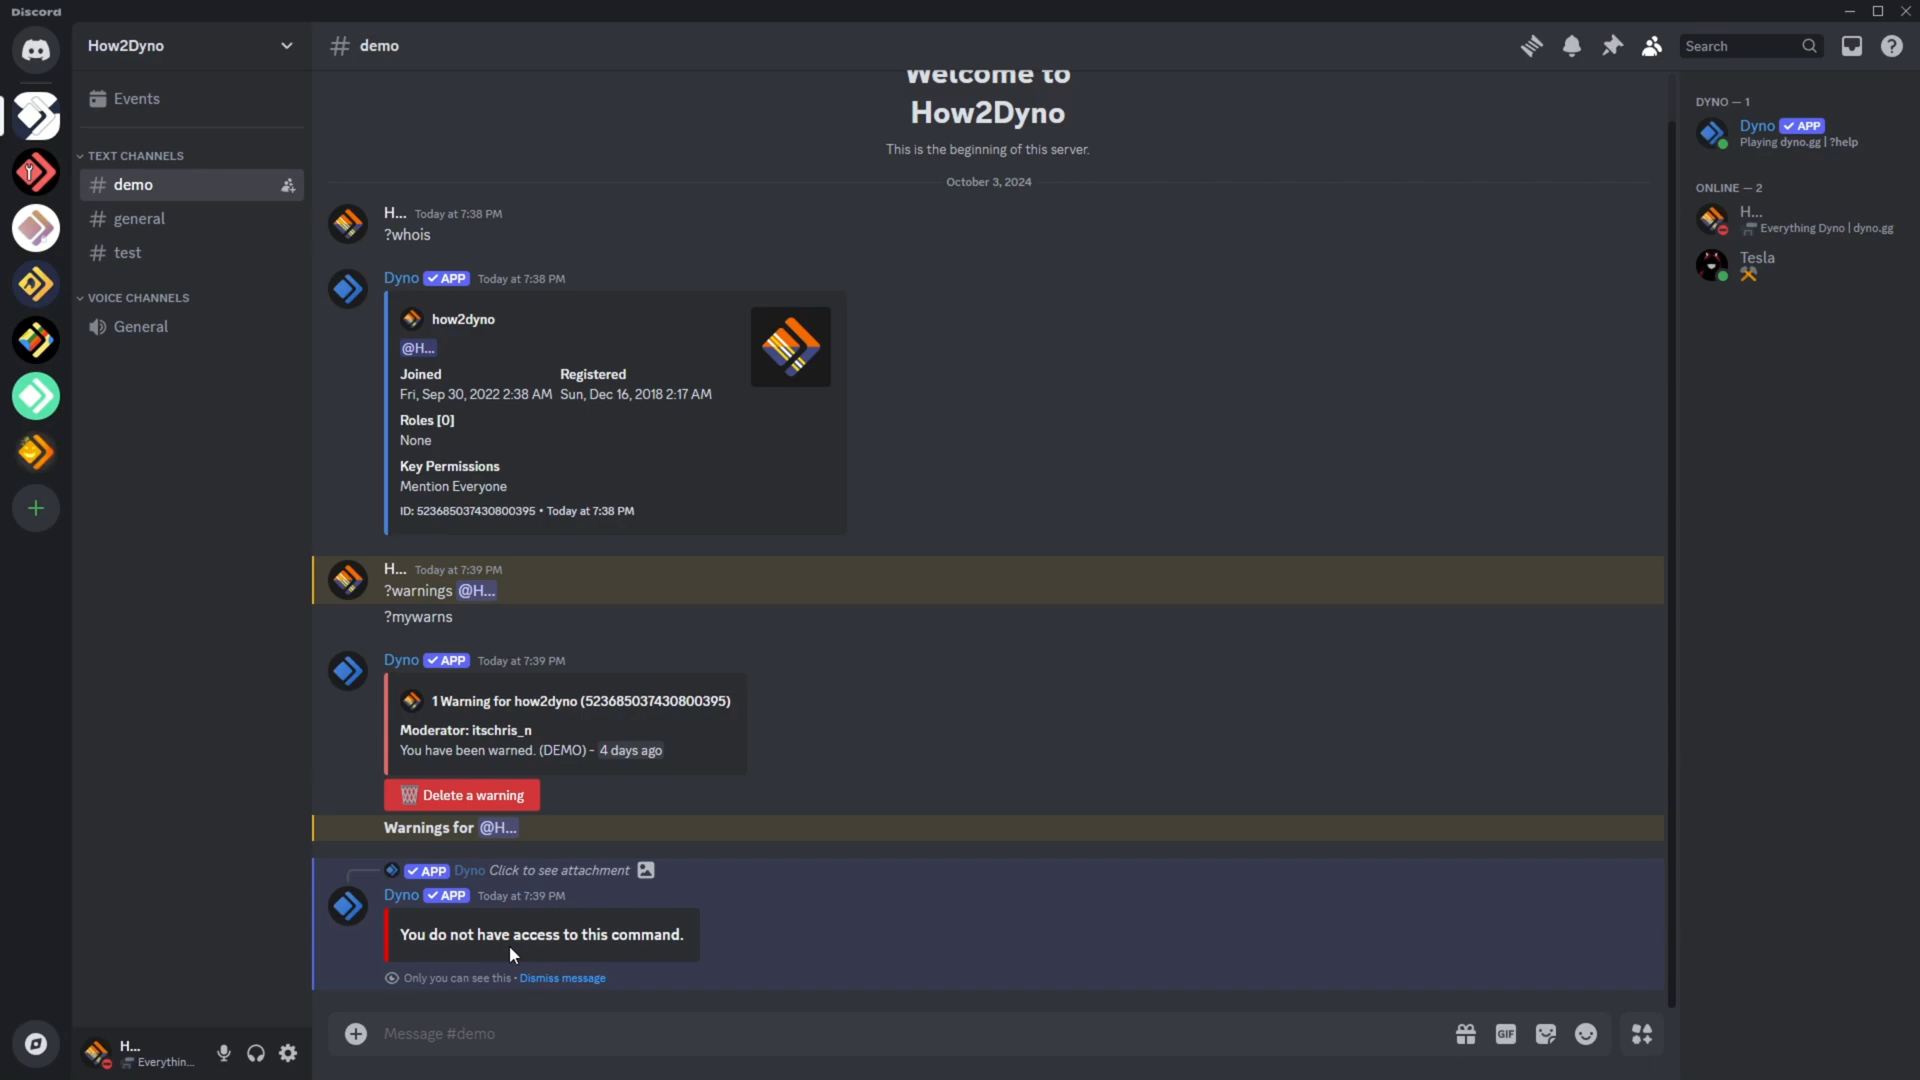 Discord
How2Dyno
Events
TEXT CHANNELS
demo
general
test
VOICE CHANNELS
General
H...
Everythin...
demo
Search
Welcome to
How2Dyno
This is the beginning of this server.
October 3, 2024
H... Today at 7:38 PM
?whois
Dyno APP Today at 7:38 PM
how2dyno
@H...
Joined Registered
Fri, Sep 30, 2022 2:38 AM Sun, Dec 16, 2018 2:17 AM
Roles [0]
None
Key Permissions
Mention Everyone
ID: 523685037430800395 • Today at 7:38 PM
H... Today at 7:39 PM
?warnings @H...
?mywarns
Dyno APP Today at 7:39 PM
1 Warning for how2dyno (523685037430800395)
Moderator: itschris_n
You have been warned. (DEMO) - 4 days ago
Delete a warning
Warnings for @H...
APP Dyno Click to see attachment
Dyno APP Today at 7:39 PM
You do not have access to this command.
Only you can see this • Dismiss message
Message #demo
GIF
DYNO — 1
Dyno APP
Playing dyno.gg | ?help
ONLINE — 2
H...
Everything Dyno | dyno.gg
Tesla